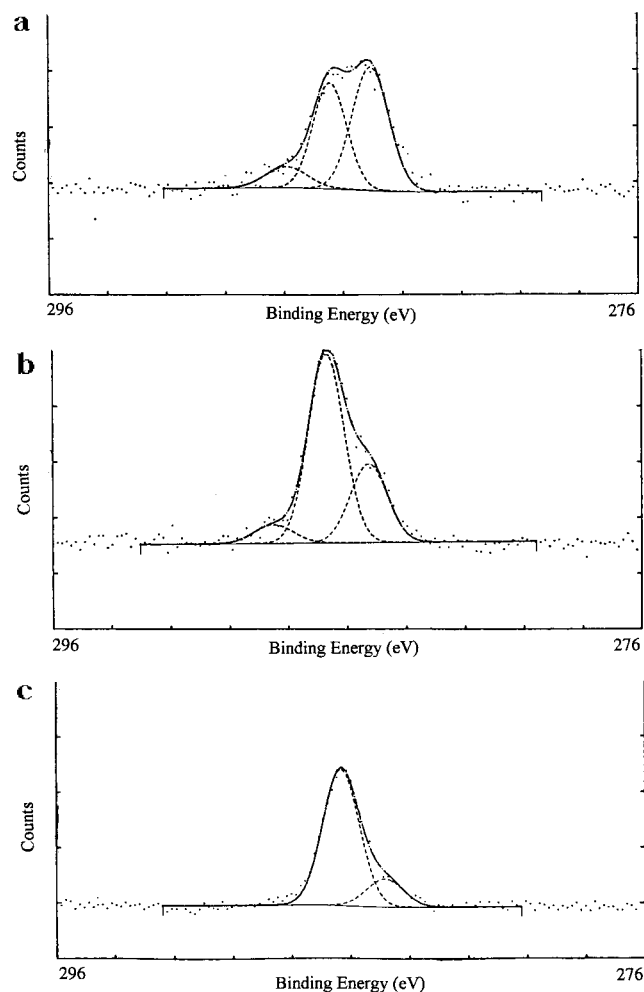 a
Counts
296
Binding Energy (eV)
276
b
Counts
296
Binding Energy (eV)
276
c
Counts
296
Binding Energy (eV)
276